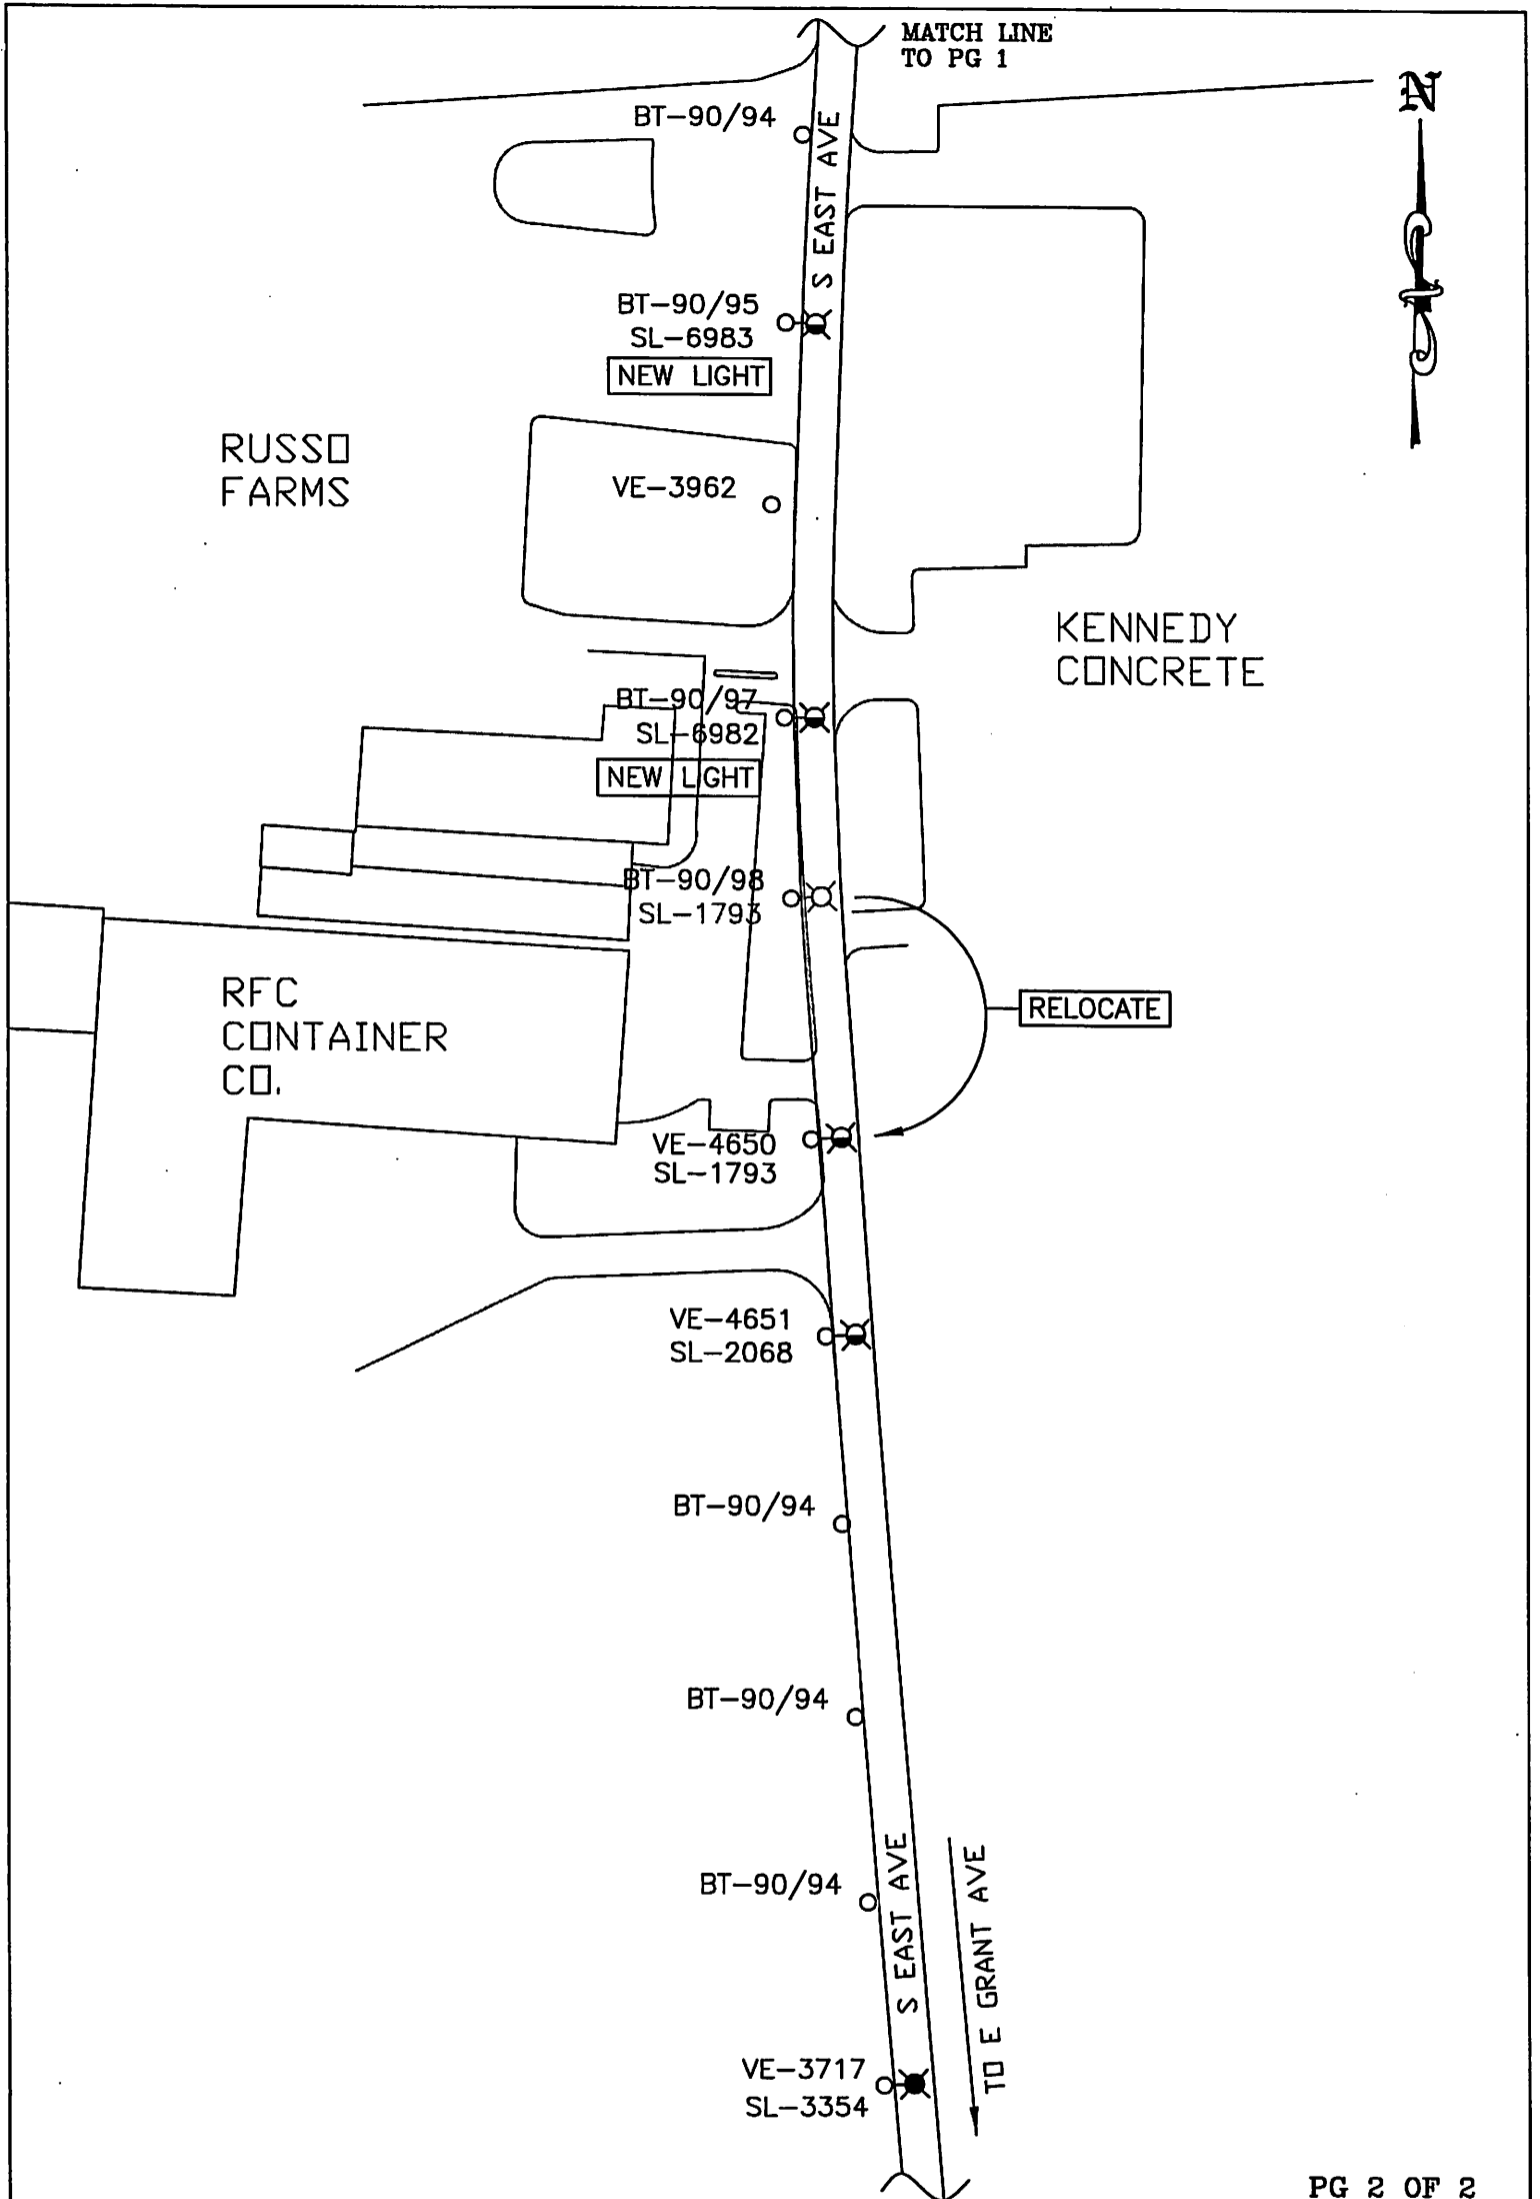 MATCH LINE
TO PG 1
N
BT-90/94
S EAST AVE
BT-90/95
SL-6983
NEW LIGHT
RUSSO
FARMS
VE-3962
KENNEDY
CONCRETE
BT-90/97
SL-6982
NEW LIGHT
BT-90/98
SL-1793
RFC
CONTAINER
CO.
RELOCATE
VE-4650
SL-1793
VE-4651
SL-2068
BT-90/94
BT-90/94
BT-90/94
S EAST AVE
TO E GRANT AVE
VE-3717
SL-3354
PG 2 OF 2